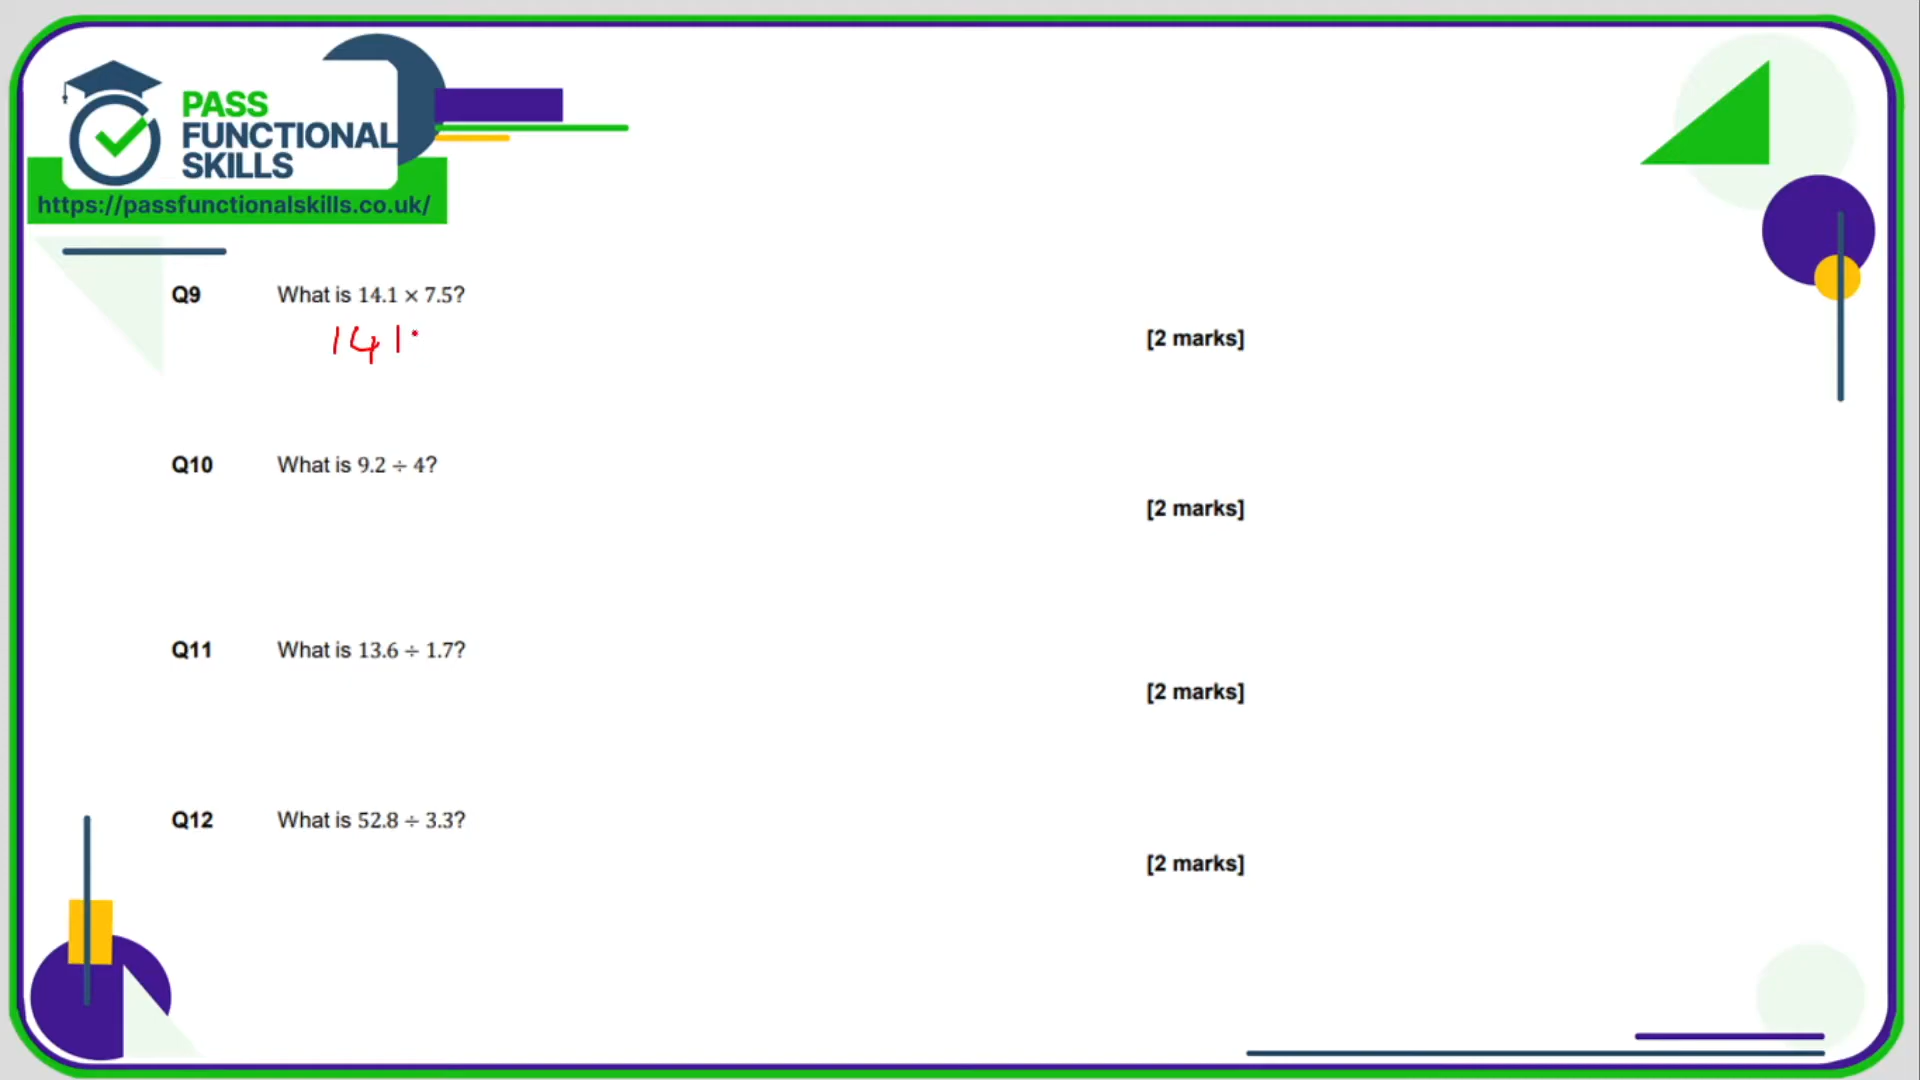 PASS
FUNCTIONAL
SKILLS
https://passfunctionalskills.co.uk/
Q9 What is 14.1 × 7.5?
141
[2 marks]
Q10 What is 9.2 ÷ 4?
[2 marks]
Q11 What is 13.6 ÷ 1.7?
[2 marks]
Q12 What is 52.8 ÷ 3.3?
[2 marks]